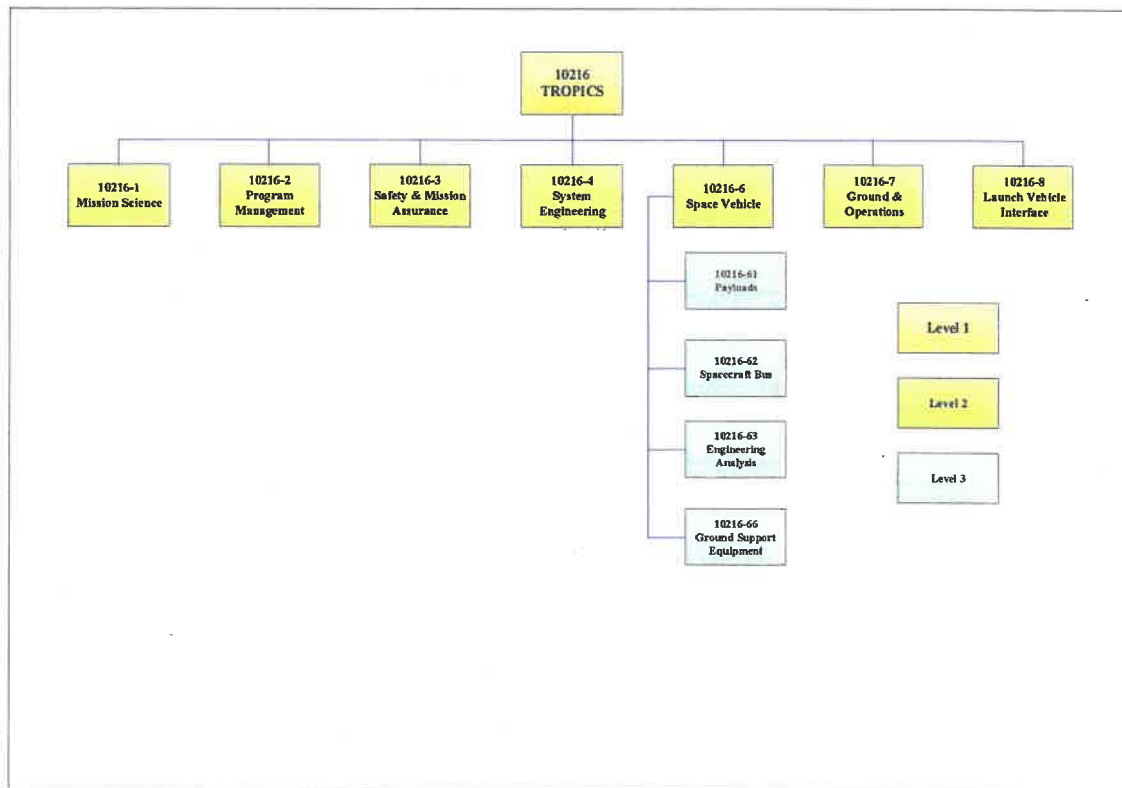 10216
TROPICS
10216-1
Mission Science
10216-2
Program
Management
10216-3
Safety & Mission
Assurance
10216-4
System
Engineering
10216-6
Space Vehicle
10216-7
Ground &
Operations
10216-8
Launch Vehicle
Interface
10216-61
Payloads
10216-62
Spacecraft Bus
10216-63
Engineering
Analysis
10216-66
Ground Support
Equipment
Level 1
Level 2
Level 3